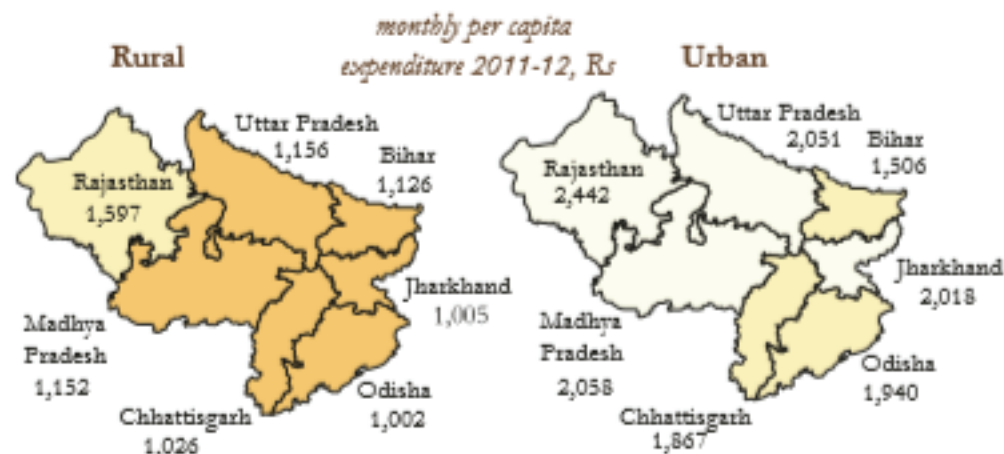 monthly per capita
expenditure 2011-12, Rs
Rural
Urban
Uttar Pradesh
1,156
Bihar
1,126
Rajasthan
1,597
Jharkhand
1,005
Madhya
Pradesh
1,152
Odisha
1,002
Chhattisgarh
1,026
Uttar Pradesh
2,051
Bihar
1,506
Rajasthan
2,442
Jharkhand
2,018
Madhya
Pradesh
2,058
Odisha
1,940
Chhattisgarh
1,867